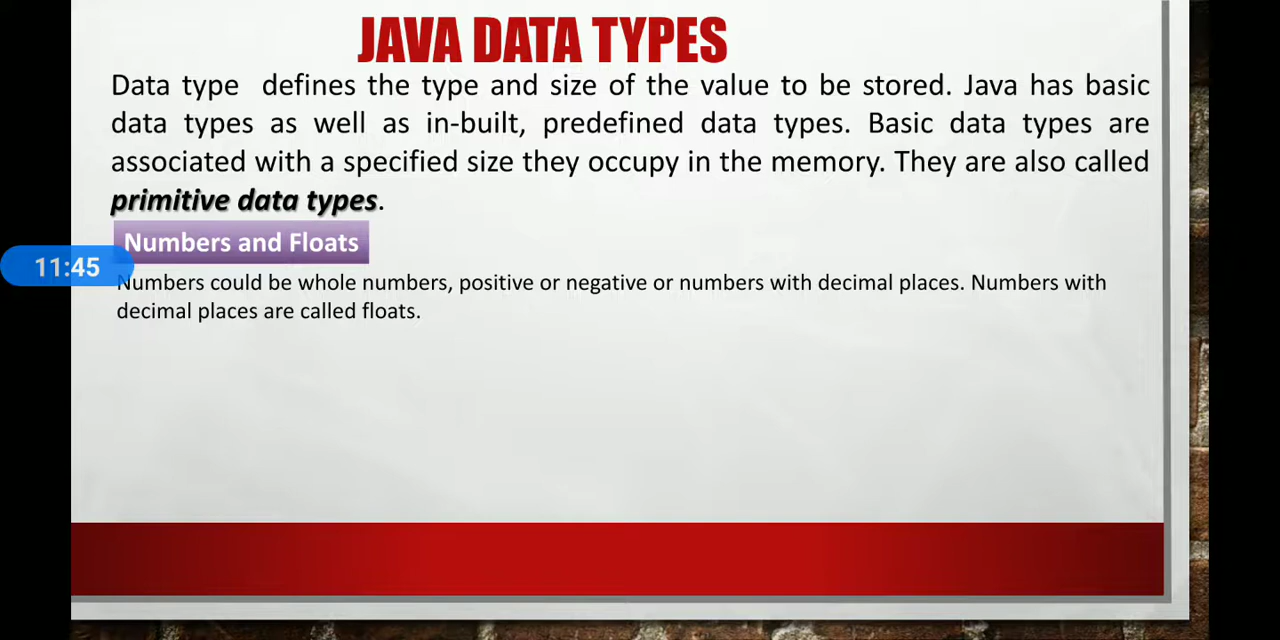 JAVA DATA TYPES
Data type defines the type and size of the value to be stored. Java has basic
data types as well as in-built, predefined data types. Basic data types are
associated with a specified size they occupy in the memory. They are also called
primitive data types.
Numbers and Floats
11:45
Numbers could be whole numbers, positive or negative or numbers with decimal places. Numbers with
decimal places are called floats.